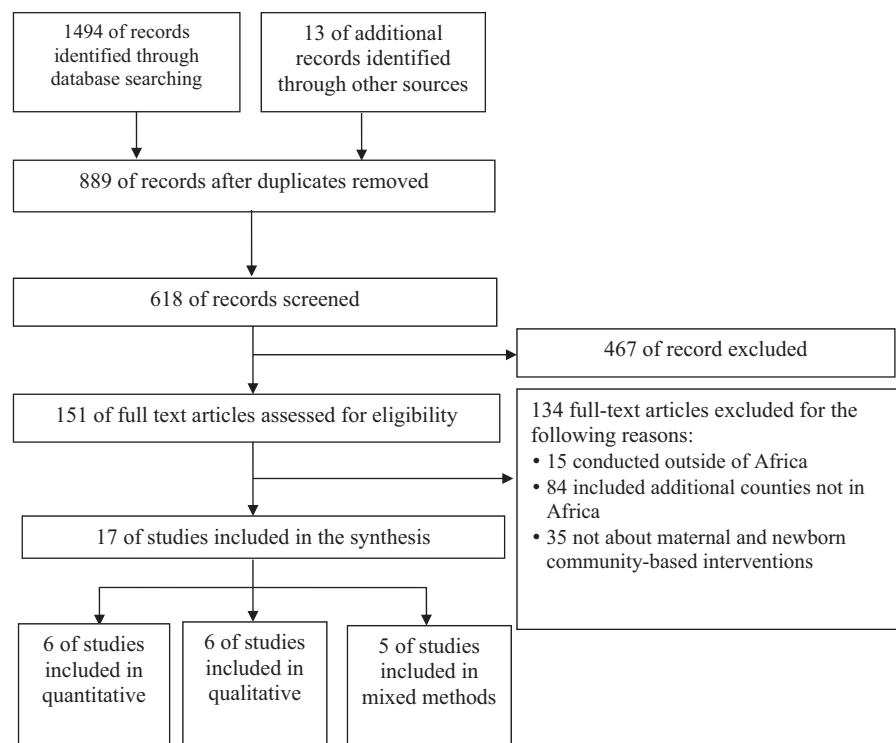 1494 of records
identified through
database searching
13 of additional
records identified
through other sources
889 of records after duplicates removed
618 of records screened
467 of record excluded
151 of full text articles assessed for eligibility
134 full-text articles excluded for the
following reasons:
• 15 conducted outside of Africa
• 84 included additional counties not in
Africa
• 35 not about maternal and newborn
community-based interventions
17 of studies included in the synthesis
6 of studies
included in
quantitative
6 of studies
included in
qualitative
5 of studies
included in
mixed methods